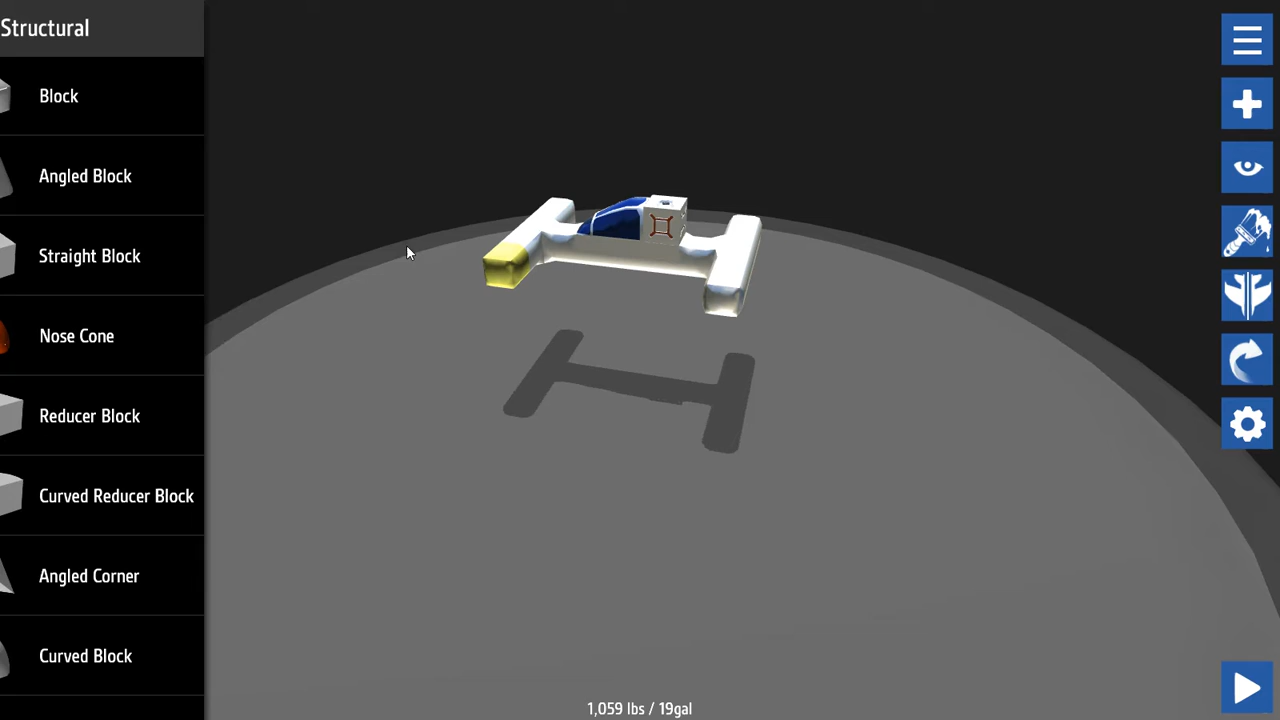 Structural
Block
Angled Block
Straight Block
Nose Cone
Reducer Block
Curved Reducer Block
Angled Corner
Curved Block
1,059 lbs / 19gal